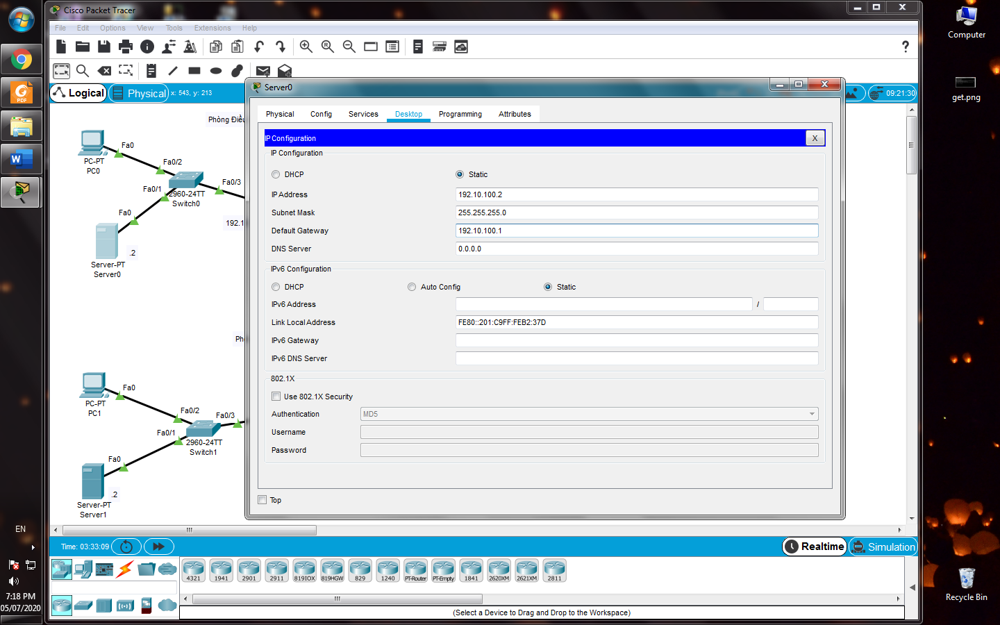 Cisco Packet Tracer
File Edit Options View Tools Extensions Help
Logical
Physical
x: 543, y: 213
09:21:30
Server0
Physical Config Services Desktop Programming Attributes
IP Configuration
X
IP Configuration
DHCP
Static
IP Address
192.10.100.2
Subnet Mask
255.255.255.0
Default Gateway
192.10.100.1
DNS Server
0.0.0.0
IPv6 Configuration
DHCP
Auto Config
Static
IPv6 Address
/
Link Local Address
FE80::201:C9FF:FEB2:37D
IPv6 Gateway
IPv6 DNS Server
802.1X
Use 802.1X Security
Authentication
MD5
Username
Password
Top
Phòng Điều
Fa0
PC-PT
PC0
Fa0/2
Fa0/1
Fa0/3
2960-24TT
Switch0
Fa0
192.1
.2
Server-PT
Server0
Ph
Fa0
PC-PT
PC1
Fa0/2
Fa0/3
Fa0/1
2960-24TT
Switch1
Fa0
.2
Server-PT
Server1
Time: 03:33:09
Realtime
Simulation
4321 1941 2901 2911 819IOX 819HGW 829 1240 PT-Router PT-Empty 1841 2620XM 2621XM 2811
(Select a Device to Drag and Drop to the Workspace)
PDF
W
EN
7:18 PM
05/07/2020
Computer
get.png
Recycle Bin